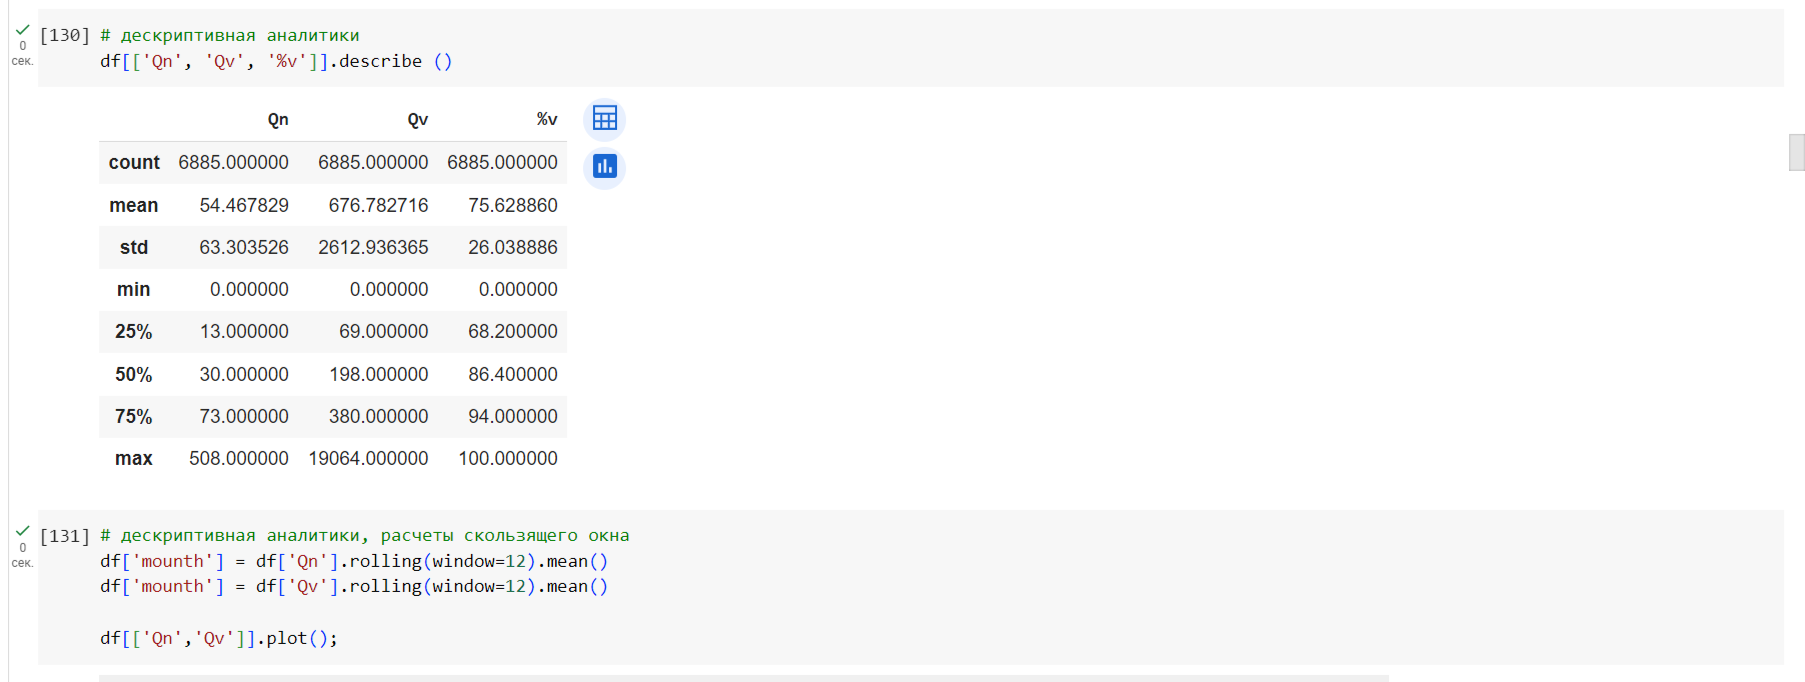 [130] # дескриптивная аналитики
0
сек.
df[['Qn', 'Qv', '%v']].describe ()
Qn Qv %v
count 6885.000000 6885.000000 6885.000000
mean 54.467829 676.782716 75.628860
std 63.303526 2612.936365 26.038886
min 0.000000 0.000000 0.000000
25% 13.000000 69.000000 68.200000
50% 30.000000 198.000000 86.400000
75% 73.000000 380.000000 94.000000
max 508.000000 19064.000000 100.000000
[131] # дескриптивная аналитики, расчеты скользящего окна
0
сек.
df['mounth'] = df['Qn'].rolling(window=12).mean()
df['mounth'] = df['Qv'].rolling(window=12).mean()
df[['Qn','Qv']].plot();